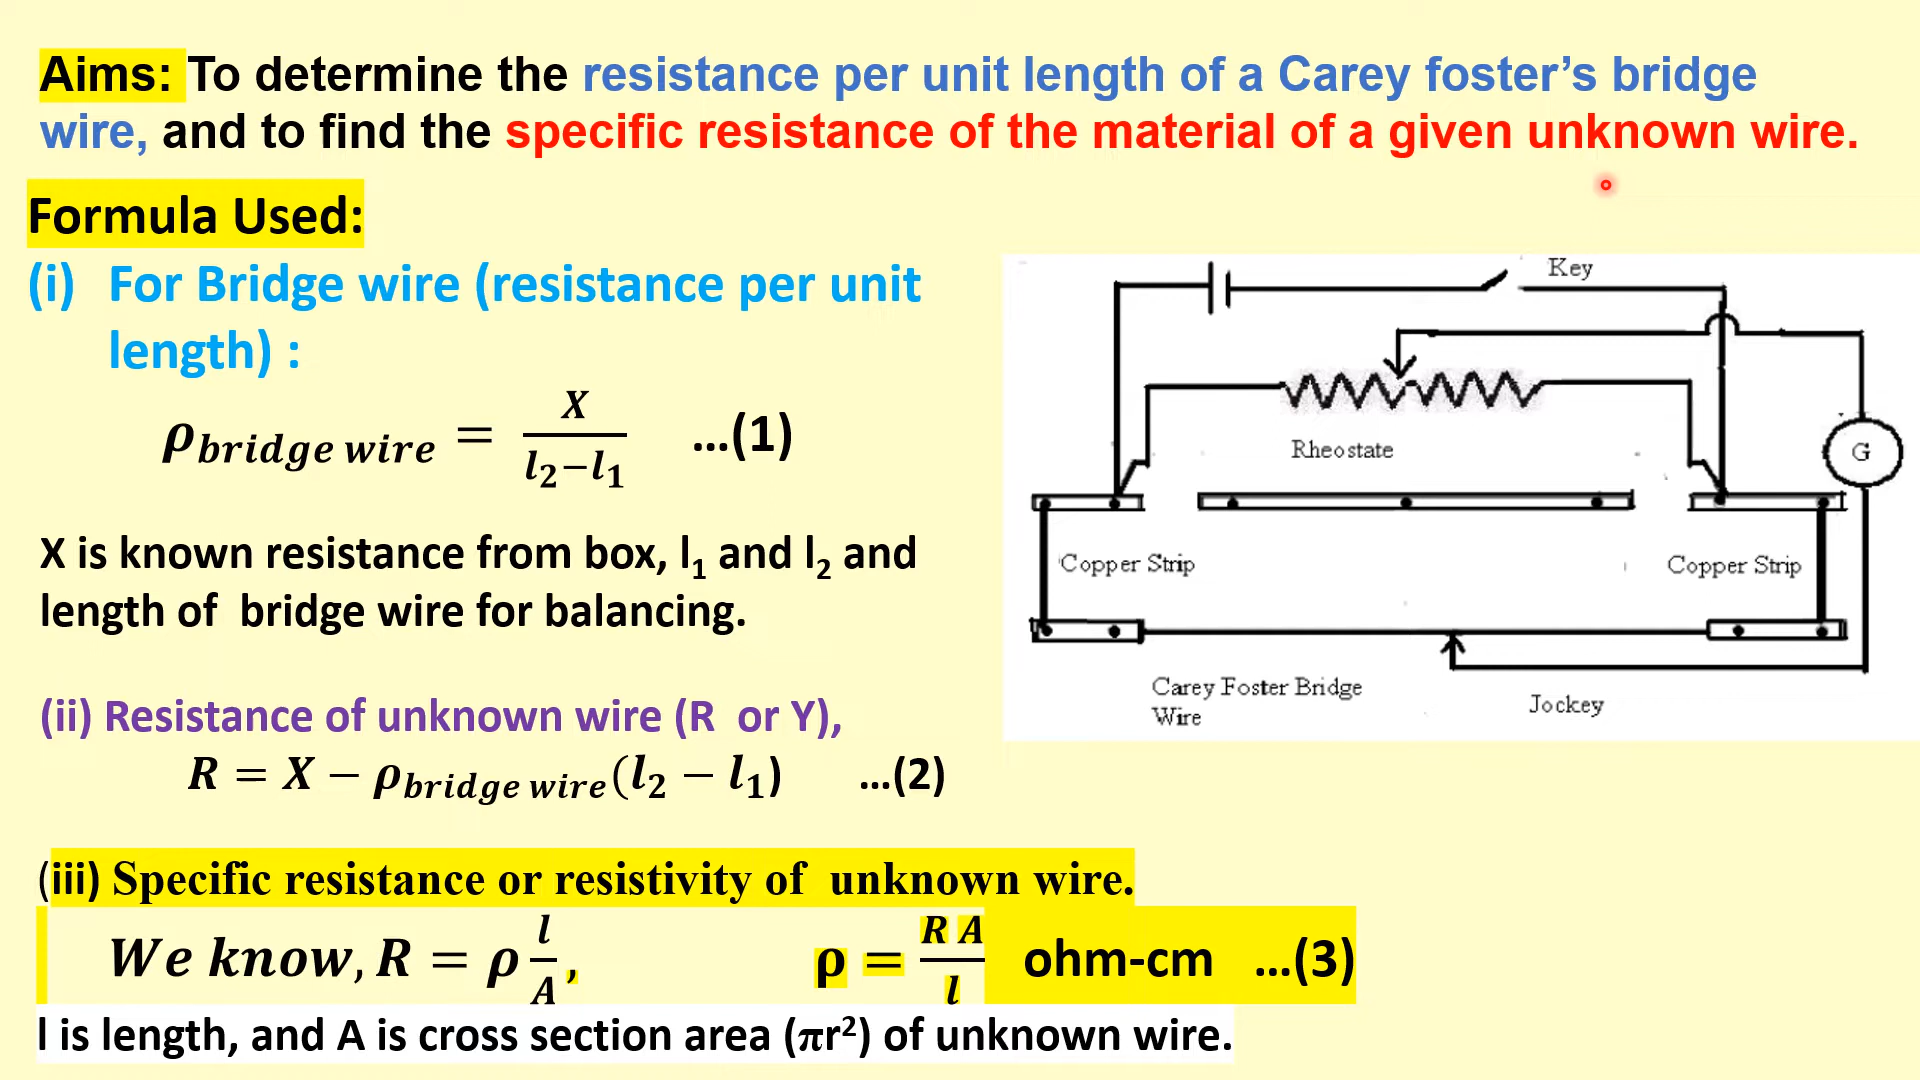 Aims: To determine the resistance per unit length of a Carey foster’s bridge
wire, and to find the specific resistance of the material of a given unknown wire.
Formula Used:
(i) For Bridge wire (resistance per unit
length) :
ρ_bridge wire = X / (l₂−l₁) …(1)
X is known resistance from box, l₁ and l₂ and
length of bridge wire for balancing.
(ii) Resistance of unknown wire (R or Y),
R = X − ρ_bridge wire(l₂ − l₁) …(2)
(iii) Specific resistance or resistivity of unknown wire.
We know, R = ρ l/A, ρ = R A/l ohm-cm …(3)
l is length, and A is cross section area (πr²) of unknown wire.
Key
Rheostate
G
Copper Strip
Copper Strip
Carey Foster Bridge
Wire
Jockey